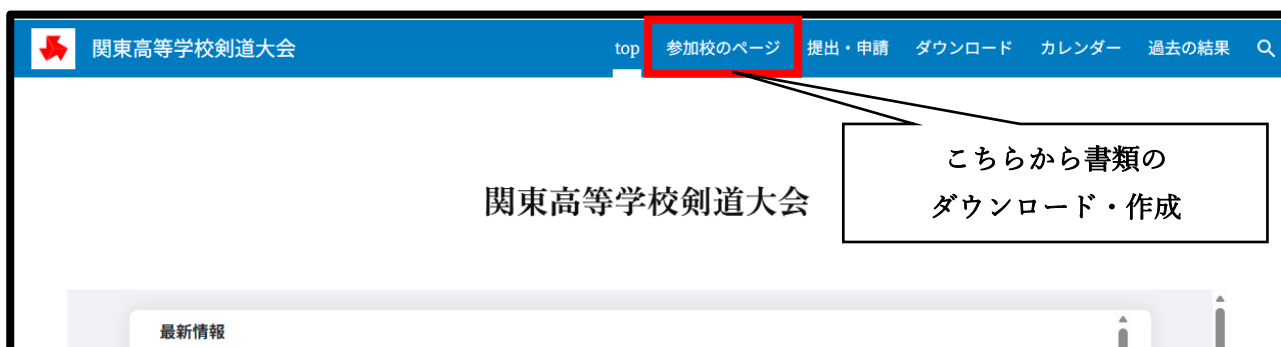 関東高等学校剣道大会
top 参加校のページ 提出・申請 ダウンロード カレンダー 過去の結果
こちらから書類の
ダウンロード・作成
関東高等学校剣道大会
最新情報